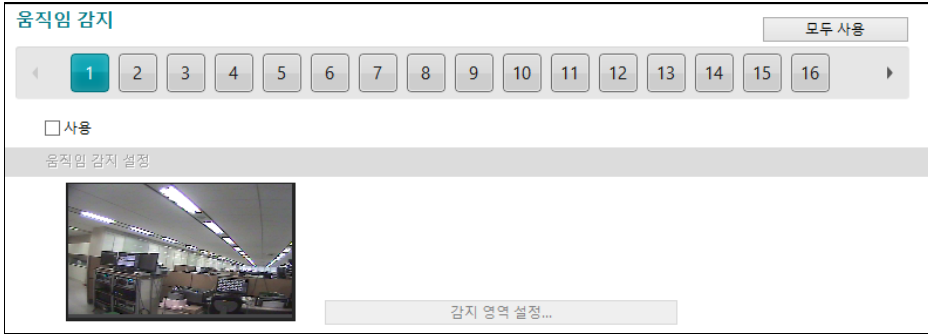 움직임 감지
모두 사용
1 2 3 4 5 6 7 8 9 10 11 12 13 14 15 16
사용
움직임 감지 설정
감지 영역 설정...